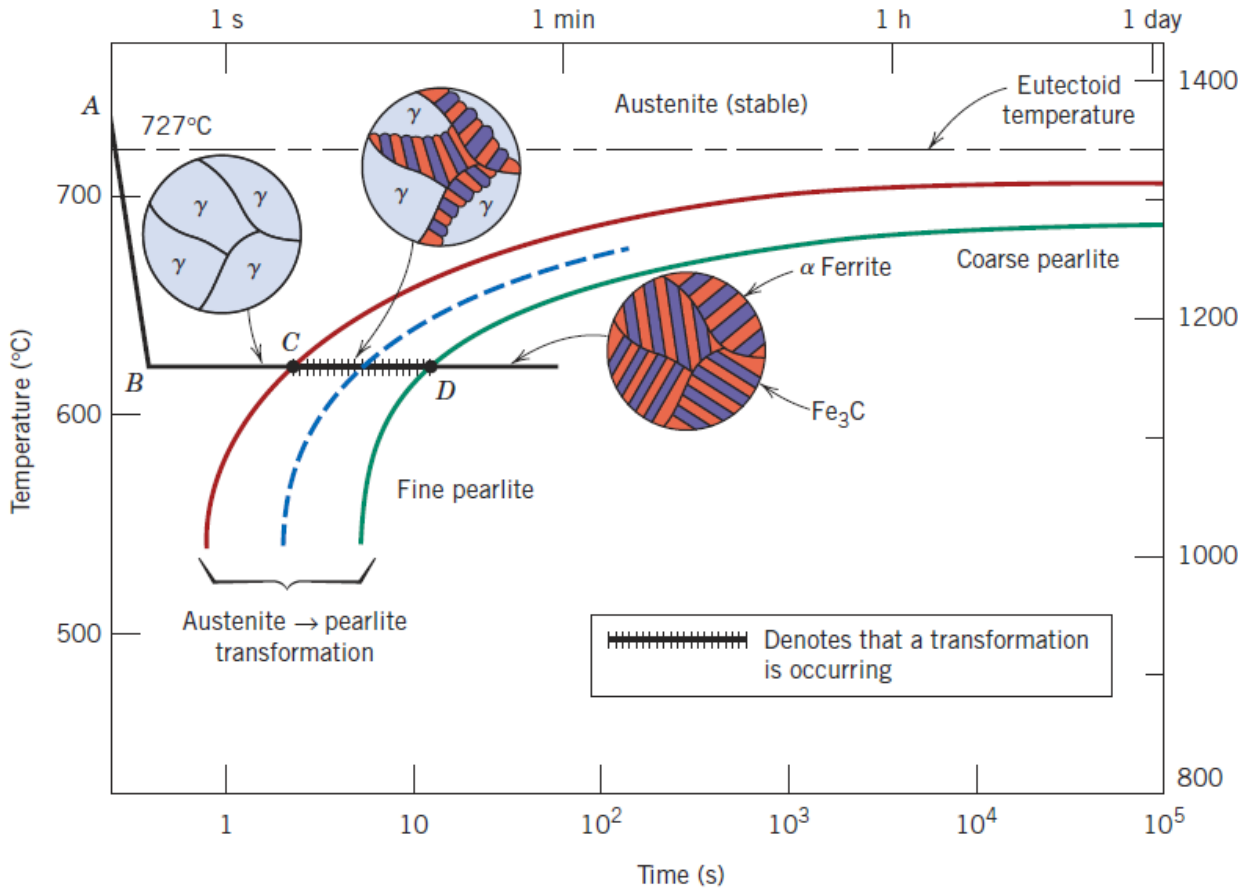 1 s
1 min
1 h
1 day
A
727°C
Austenite (stable)
Eutectoid
temperature
1400
700
γ
γ
γ
γ
γ
γ
γ
α Ferrite
Coarse pearlite
1200
C
B
D
600
Fe₃C
Temperature (°C)
Fine pearlite
1000
Austenite → pearlite
transformation
500
Denotes that a transformation
is occurring
800
1
10
10²
10³
10⁴
10⁵
Time (s)